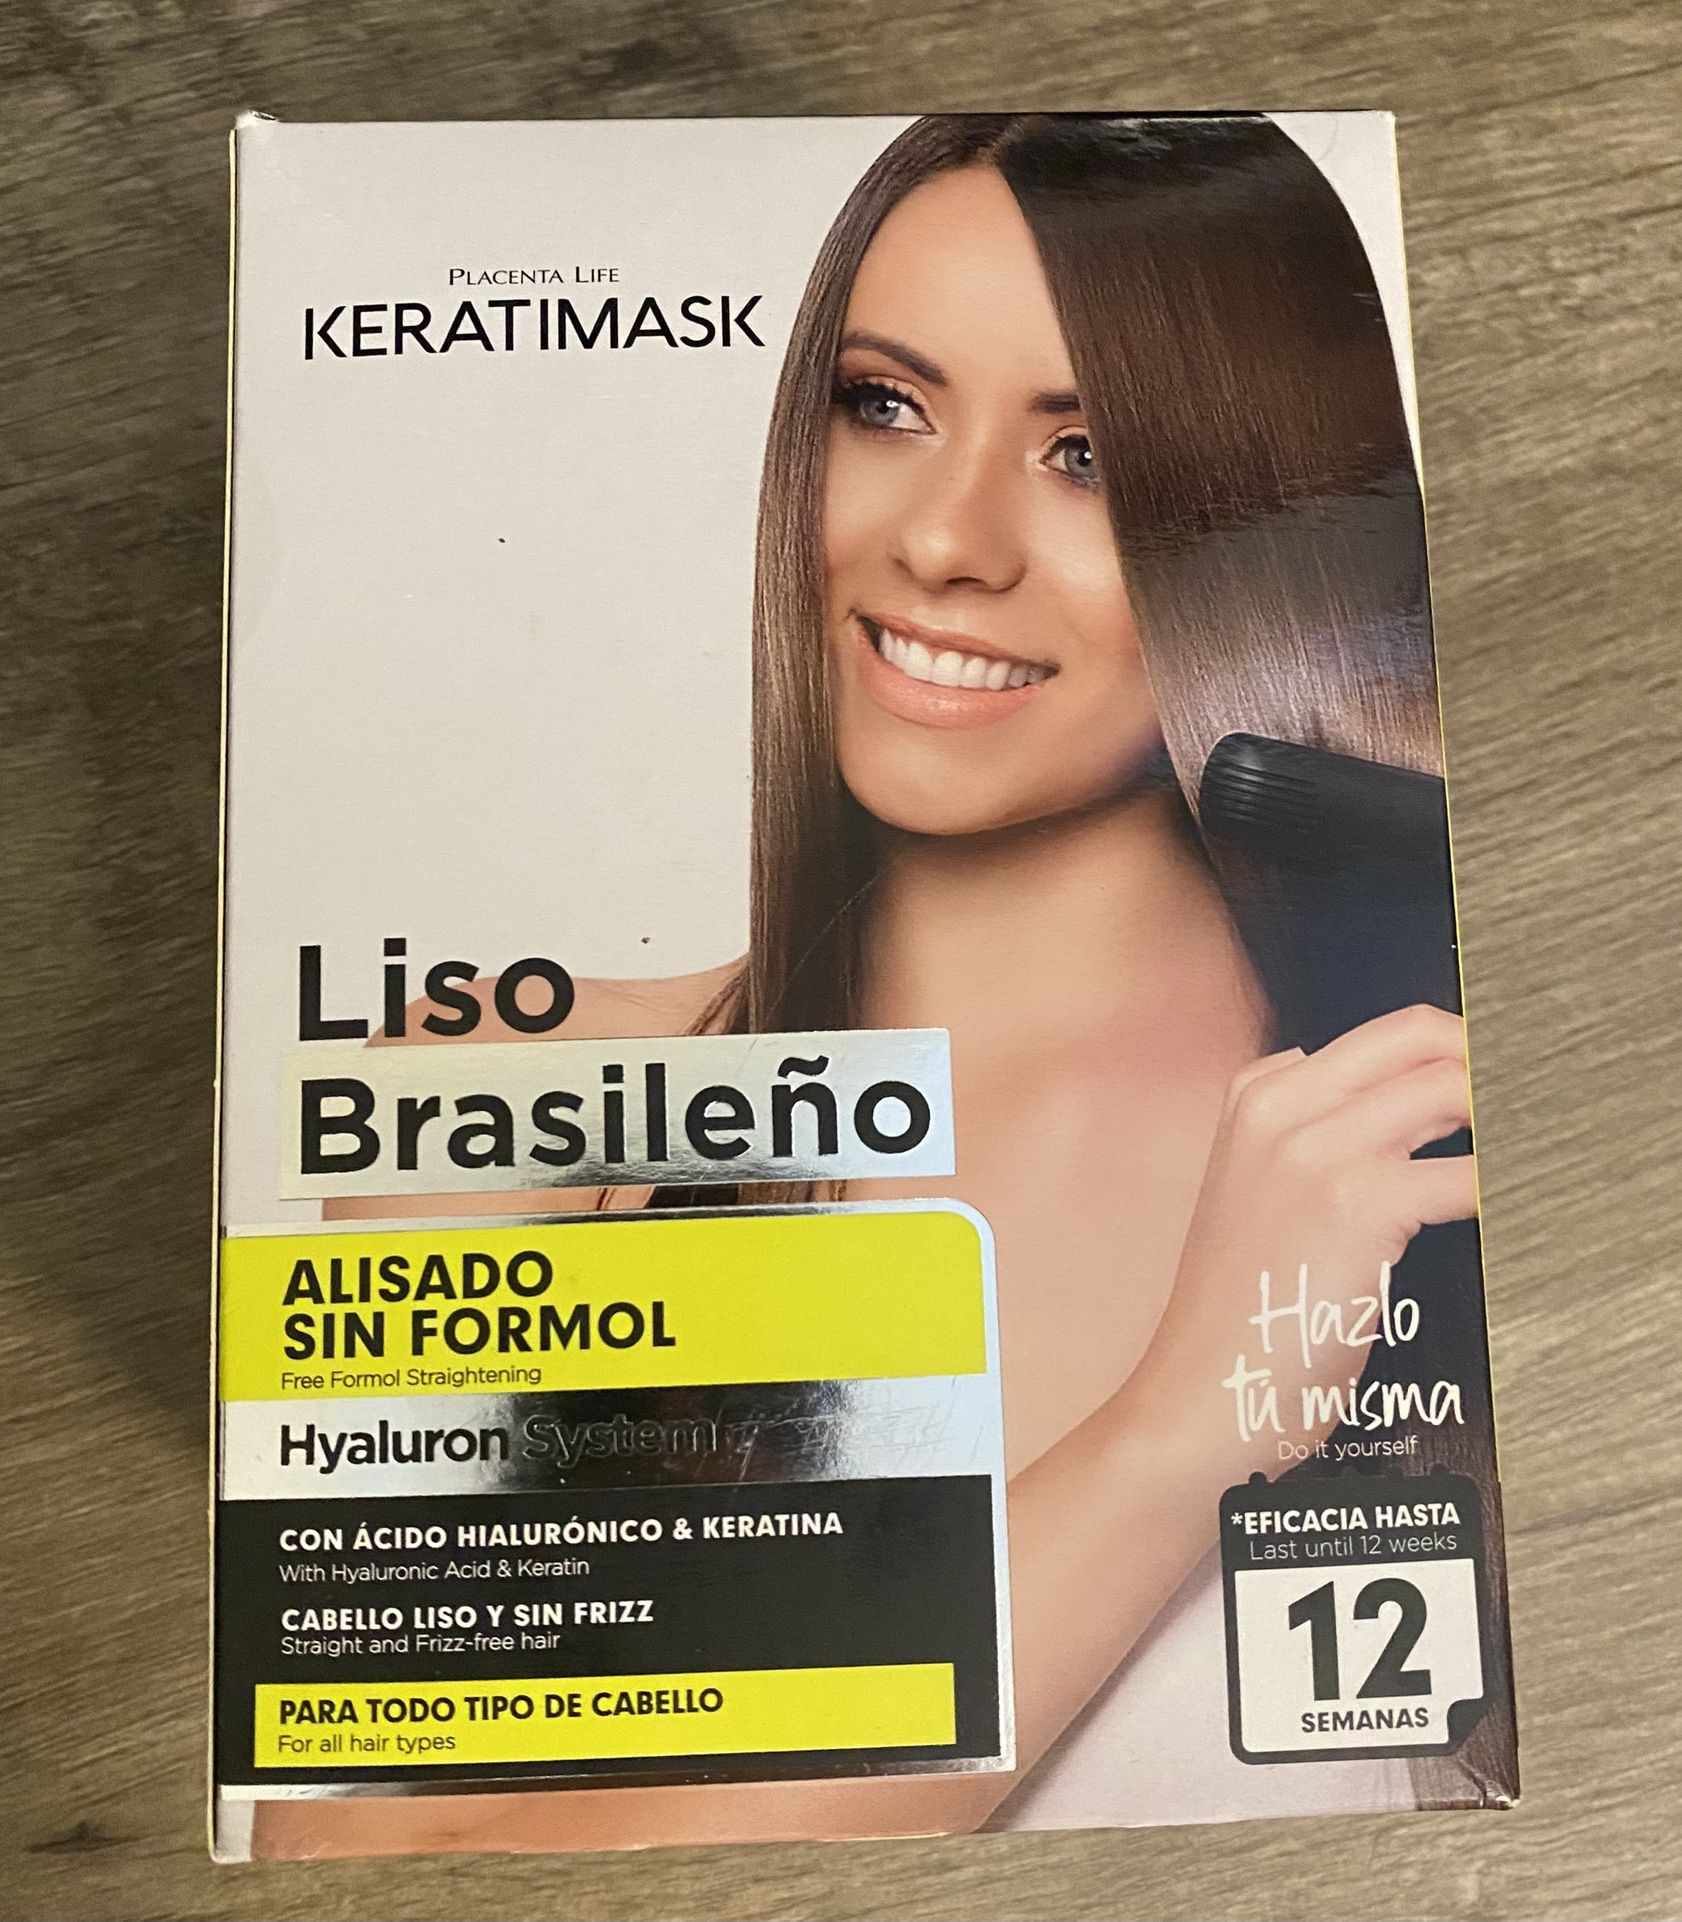 PLACENTA LIFE
KERATIMASK
Liso
Brasileño
ALISADO
SIN FORMOL
Free Formol Straightening
Hyaluron System
CON ÁCIDO HIALURÓNICO & KERATINA
With Hyaluronic Acid & Keratin
CABELLO LISO Y SIN FRIZZ
Straight and Frizz-free hair
PARA TODO TIPO DE CABELLO
For all hair types
Hazlo
tú misma
Do it yourself
*EFICACIA HASTA
Last until 12 weeks
12
SEMANAS